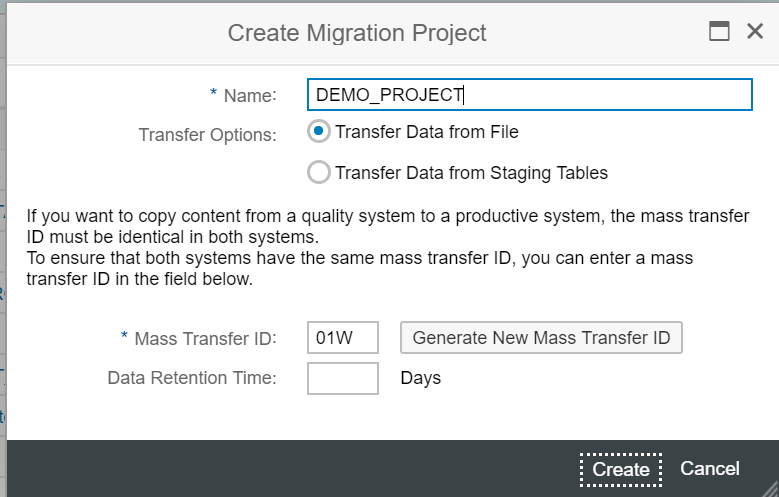 Create Migration Project
* Name: DEMO_PROJECT
Transfer Options: Transfer Data from File
Transfer Data from Staging Tables
If you want to copy content from a quality system to a productive system, the mass transfer
ID must be identical in both systems.
To ensure that both systems have the same mass transfer ID, you can enter a mass
transfer ID in the field below.
* Mass Transfer ID: 01W Generate New Mass Transfer ID
Data Retention Time: Days
Create Cancel